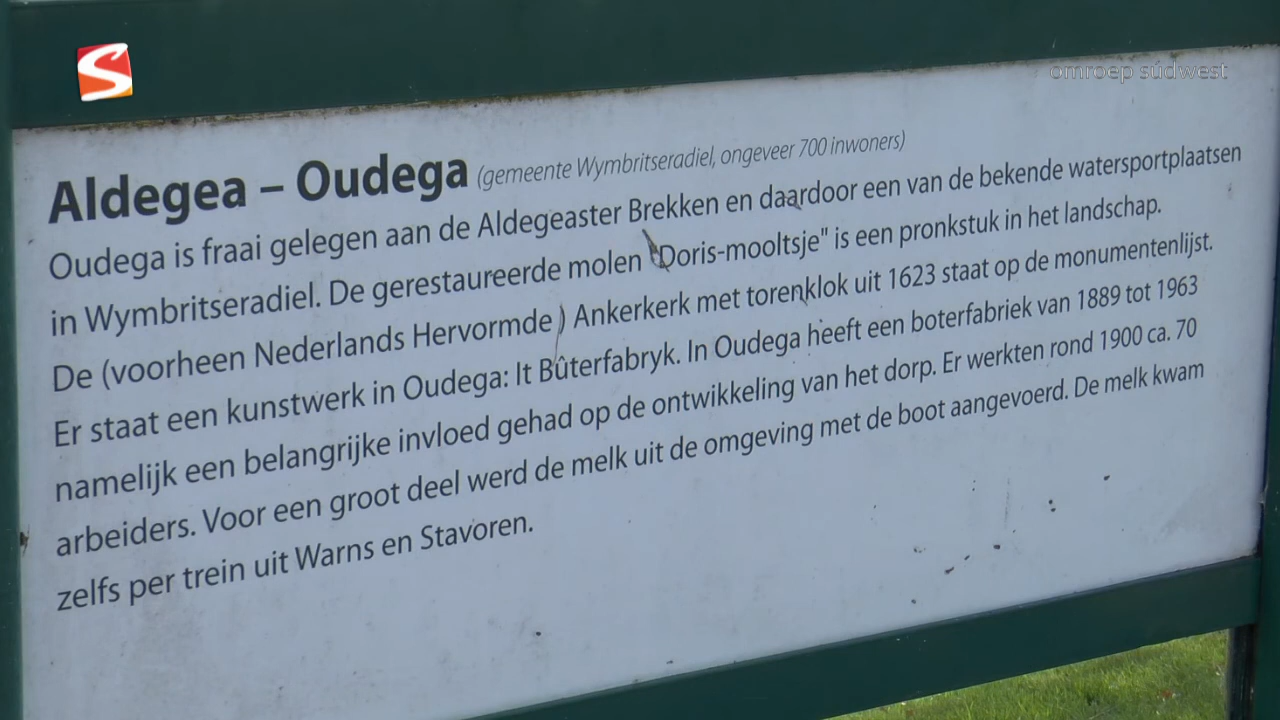 S
omroep súdwest
Aldegea – Oudega (gemeente Wymbritseradiel, ongeveer 700 inwoners)
Oudega is fraai gelegen aan de Aldegeaster Brekken en daardoor een van de bekende watersportplaatsen
in Wymbritseradiel. De gerestaureerde molen "Doris-mooltsje" is een pronkstuk in het landschap.
De (voorheen Nederlands Hervormde ) Ankerkerk met torenklok uit 1623 staat op de monumentenlijst.
Er staat een kunstwerk in Oudega: It Bûterfabryk. In Oudega heeft een boterfabriek van 1889 tot 1963
namelijk een belangrijke invloed gehad op de ontwikkeling van het dorp. Er werkten rond 1900 ca. 70
arbeiders. Voor een groot deel werd de melk uit de omgeving met de boot aangevoerd. De melk kwam
zelfs per trein uit Warns en Stavoren.